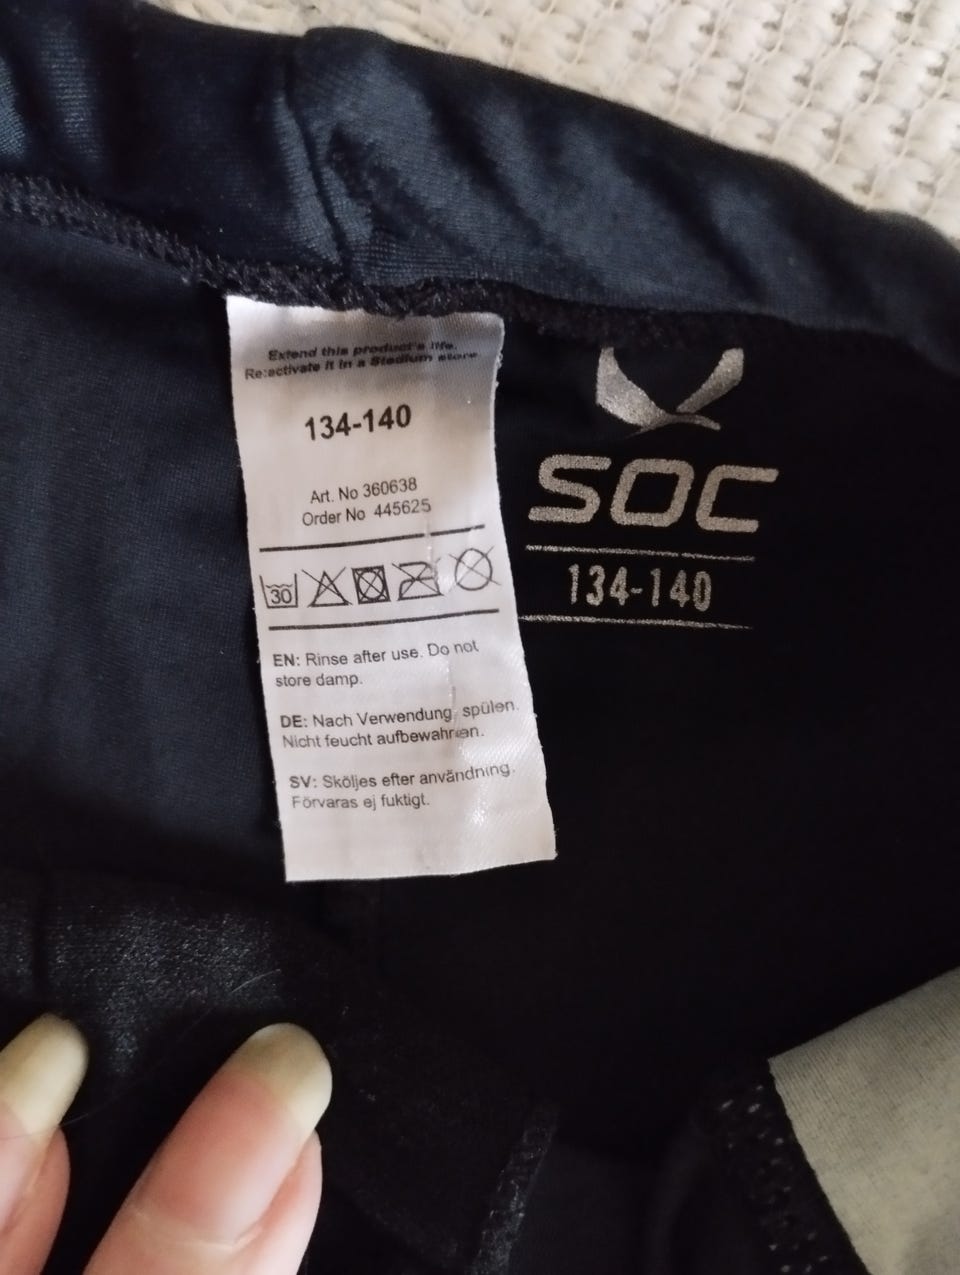 Extend this product's life.
Re:activate it in a Stadium store
134-140
Art. No 360638
Order No 445625
30
EN: Rinse after use. Do not
store damp.
DE: Nach Verwendung spülen.
Nicht feucht aufbewahren.
SV: Sköljes efter användning.
Förvaras ej fuktigt.
SOC
134-140